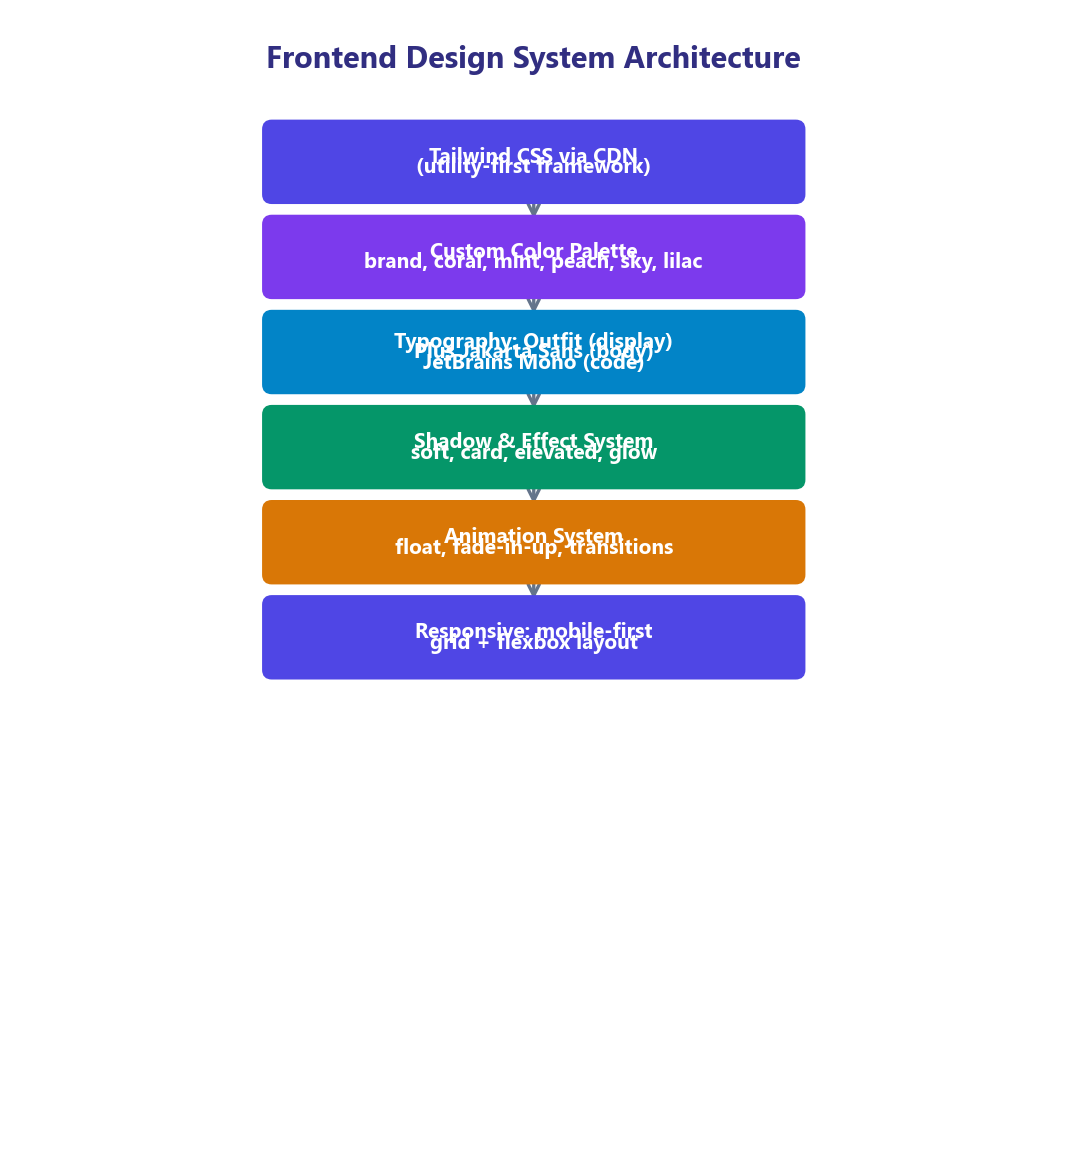 Frontend Design System Architecture
Tailwind CSS via CDN
(utility-first framework)
Custom Color Palette
brand, coral, mint, peach, sky, lilac
Typography: Outfit (display)
Plus Jakarta Sans (body)
JetBrains Mono (code)
Shadow & Effect System
soft, card, elevated, glow
Animation System
float, fade-in-up, transitions
Responsive: mobile-first
grid + flexbox layout